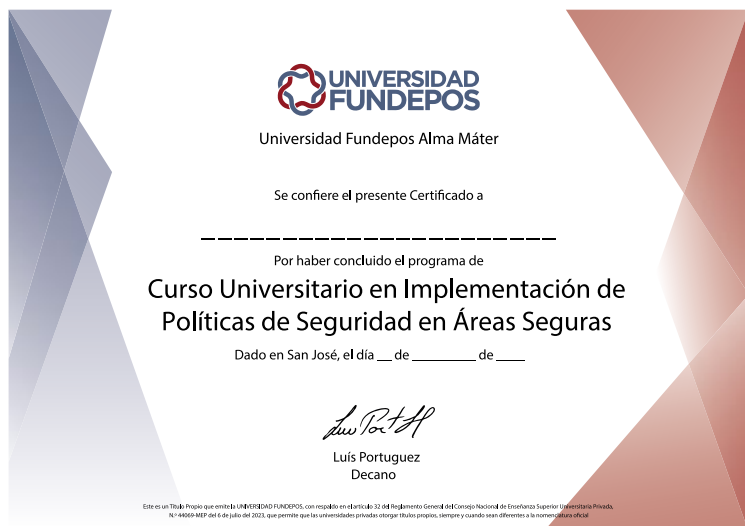 UNIVERSIDAD
FUNDEPOS
Universidad Fundepos Alma Máter
Se confiere el presente Certificado a
_ _ _ _ _ _ _ _ _ _ _ _ _ _ _ _ _ _ _ _ _ _
Por haber concluido el programa de
Curso Universitario en Implementación de
Políticas de Seguridad en Áreas Seguras
Dado en San José, el día __ de _________ de ____
Luís Portuguez
Decano
Este es un Título Propio que emite la UNIVERSIDAD FUNDEPOS, con respaldo en el artículo 32 del Reglamento General del Consejo Nacional de Enseñanza Superior Universitaria Privada,
N.º 44069-MEP del 6 de julio del 2023, que permite que las universidades privadas otorgar títulos propios, siempre y cuando sean diferentes a la nomenclatura oficial